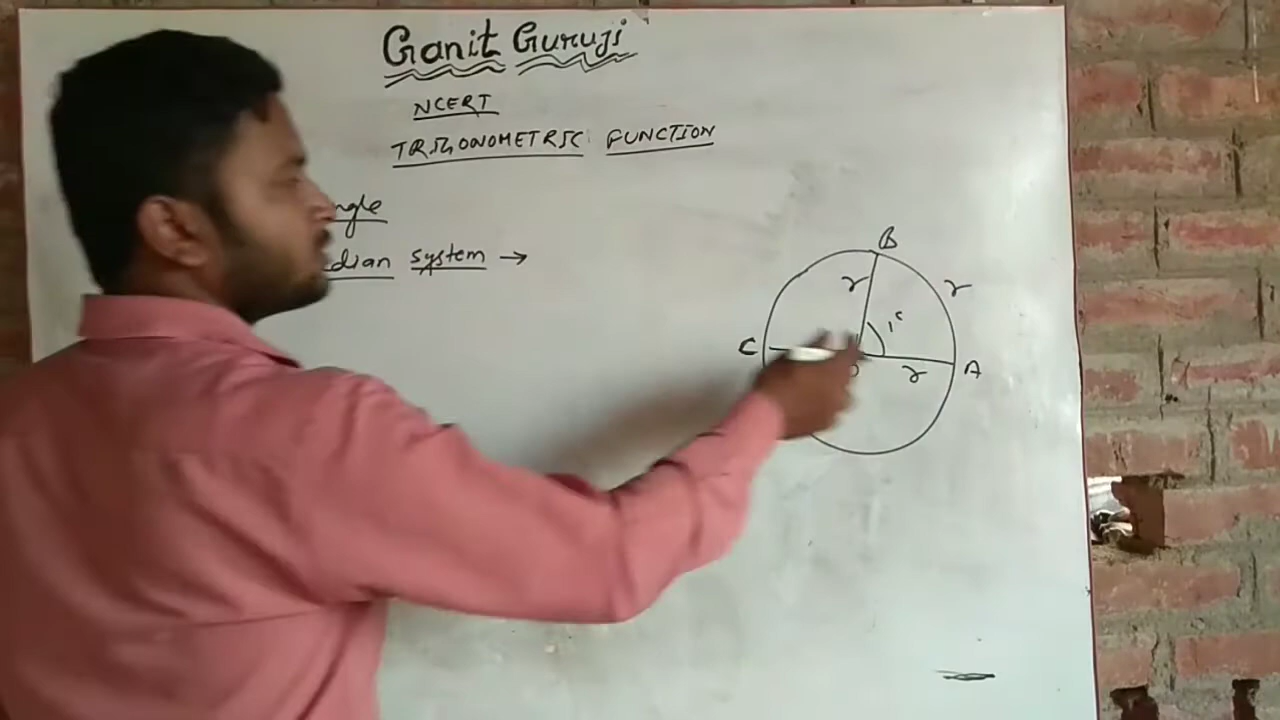 Ganit Guruji
NCERT
TRIGONOMETRIC FUNCTION
ngle
dian system →
B
r
r
1ᶜ
C
O
r
A